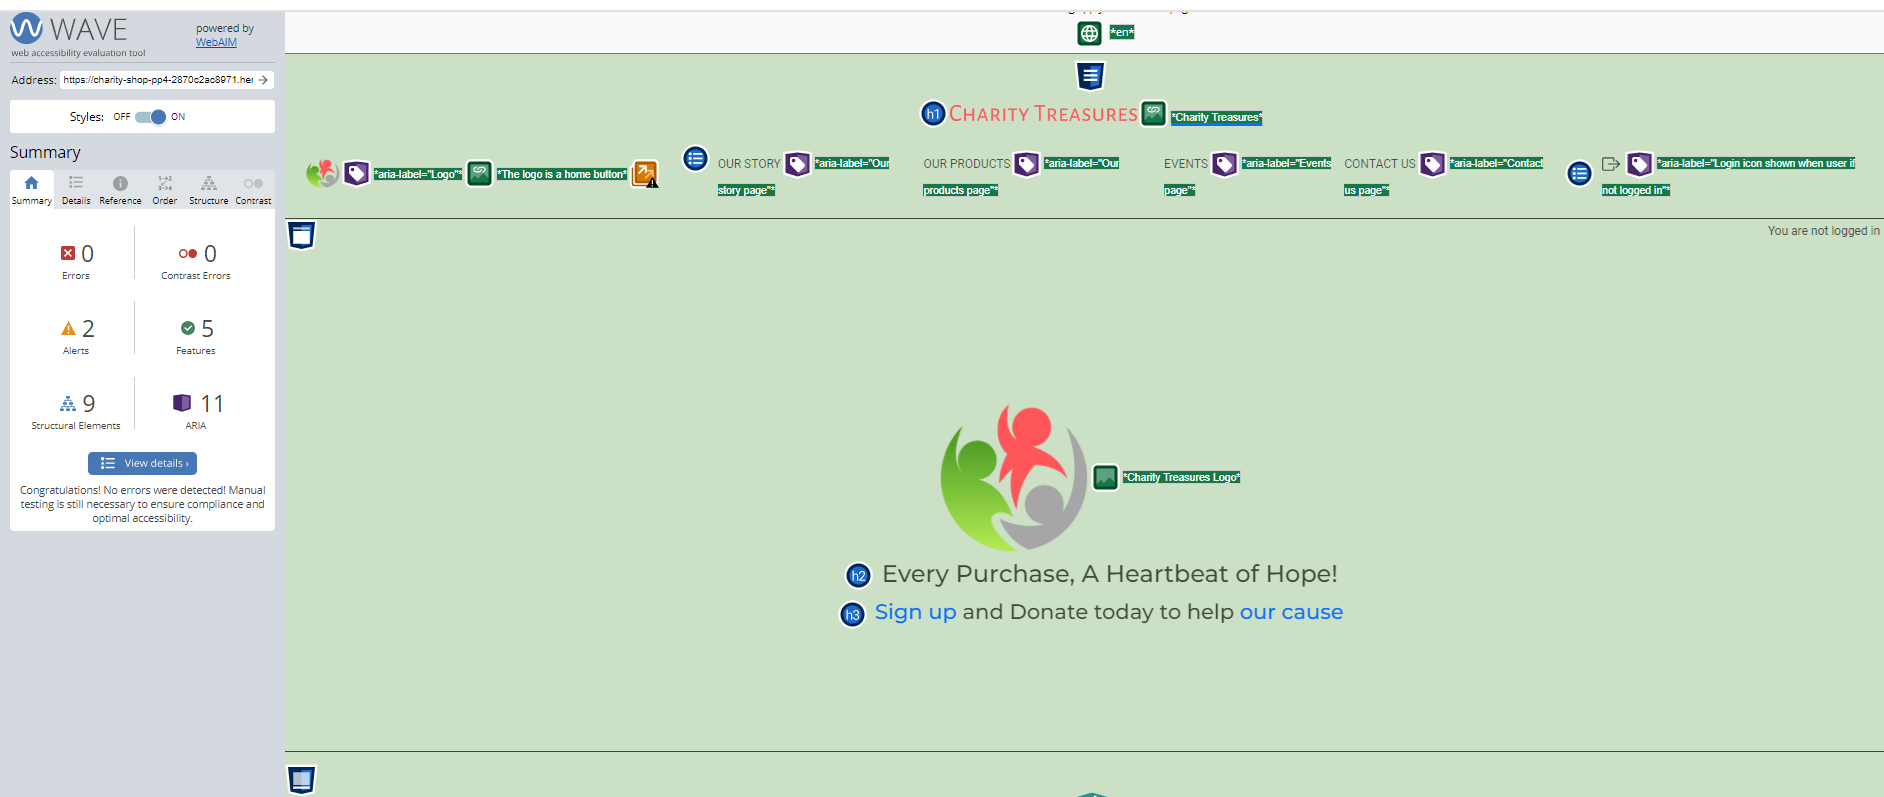 WAVE
powered by
WebAIM
web accessibility evaluation tool
Address: https://charity-shop-pp4-2870c2ac8971.her
Styles: OFF ON
Summary
Summary Details Reference Order Structure Contrast
0 Errors
0 Contrast Errors
2 Alerts
5 Features
9 Structural Elements
11 ARIA
View details ›
Congratulations! No errors were detected! Manual
testing is still necessary to ensure compliance and
optimal accessibility.
*en*
h1 Charity Treasures *Charity Treasures*
*aria-label="Logo"* *The logo is a home button*
OUR STORY *aria-label="Our
story page"*
OUR PRODUCTS *aria-label="Our
products page"*
EVENTS *aria-label="Events
page"*
CONTACT US *aria-label="Contact
us page"*
*aria-label="Login icon shown when user if
not logged in"*
You are not logged in
*Charity Treasures Logo*
h2 Every Purchase, A Heartbeat of Hope!
h3 Sign up and Donate today to help our cause